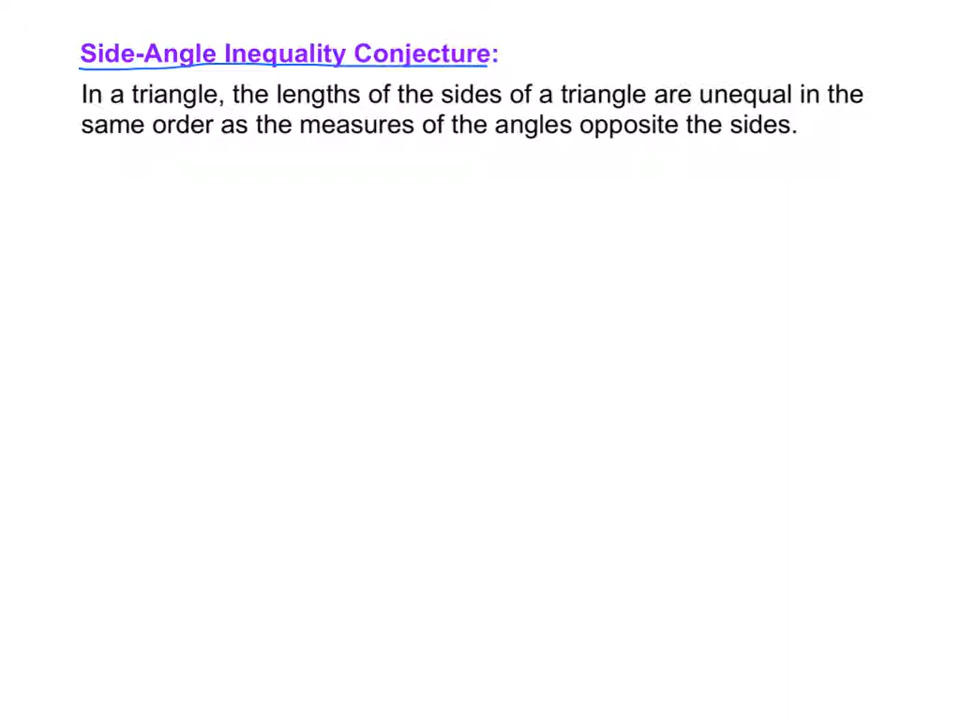 Side-Angle Inequality Conjecture:
In a triangle, the lengths of the sides of a triangle are unequal in the
same order as the measures of the angles opposite the sides.